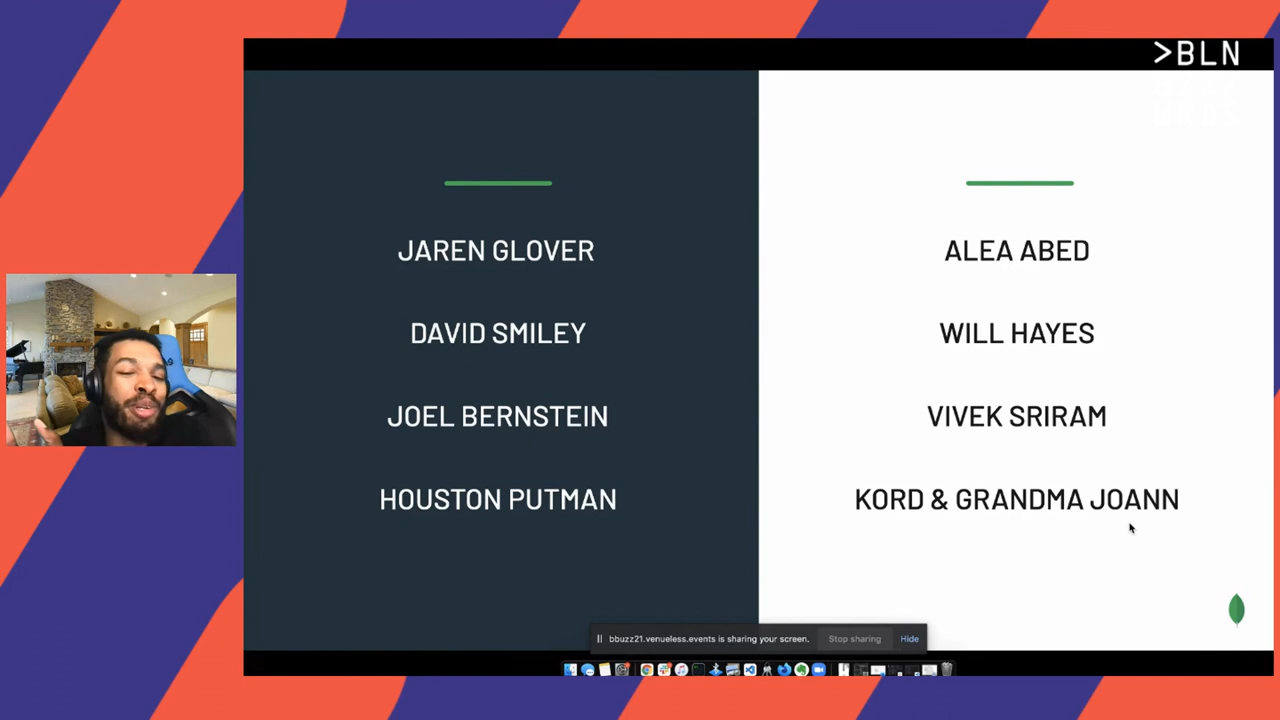 >BLN
JAREN GLOVER
DAVID SMILEY
JOEL BERNSTEIN
HOUSTON PUTMAN
ALEA ABED
WILL HAYES
VIVEK SRIRAM
KORD & GRANDMA JOANN
bbuzz21.venueless.events is sharing your screen.
Stop sharing
Hide